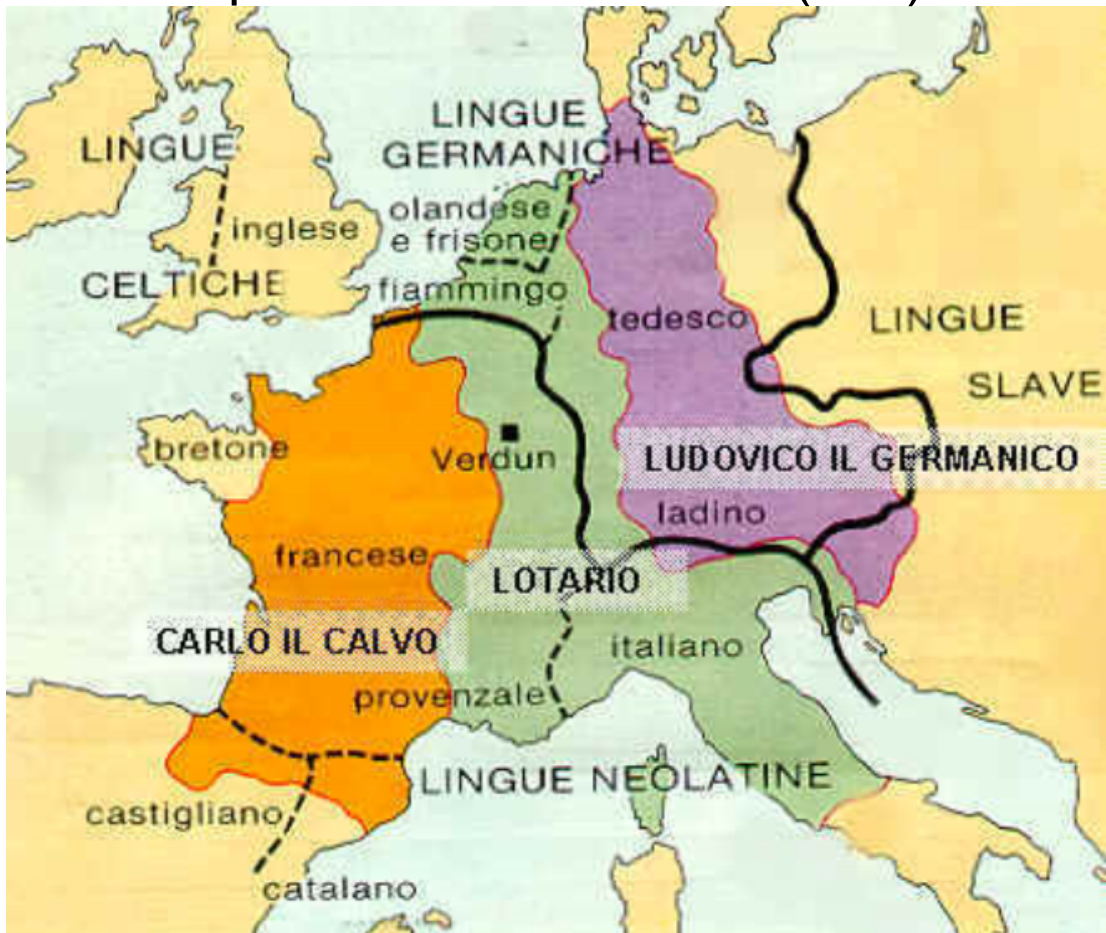 LINGUE
GERMANICHE
LINGUE
CELTICHE
inglese
olandese
e frisone
fiammingo
tedesco
LINGUE
SLAVE
bretone
Verdun
LUDOVICO IL GERMANICO
ladino
francese
LOTARIO
CARLO IL CALVO
italiano
provenzale
LINGUE NEOLATINE
castigliano
catalano